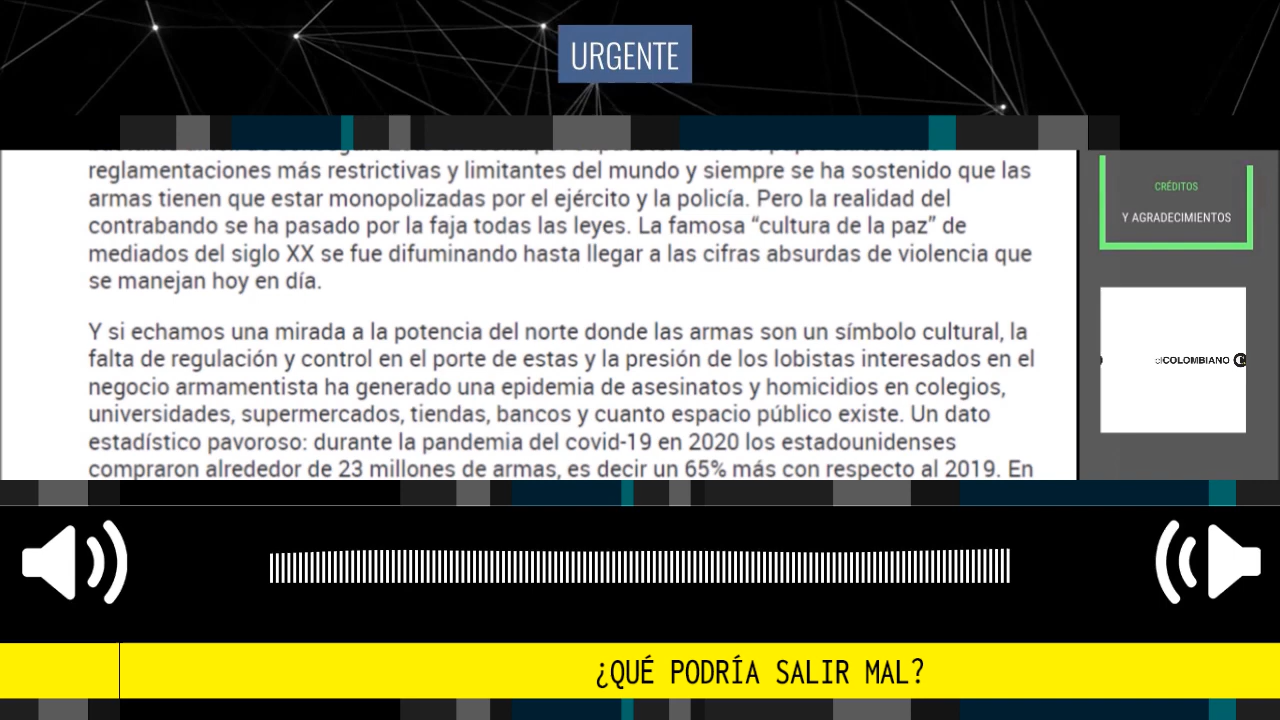 URGENTE
reglamentaciones más restrictivas y limitantes del mundo y siempre se ha sostenido que las
armas tienen que estar monopolizadas por el ejército y la policía. Pero la realidad del
contrabando se ha pasado por la faja todas las leyes. La famosa “cultura de la paz” de
mediados del siglo XX se fue difuminando hasta llegar a las cifras absurdas de violencia que
se manejan hoy en día.
Y si echamos una mirada a la potencia del norte donde las armas son un símbolo cultural, la
falta de regulación y control en el porte de estas y la presión de los lobistas interesados en el
negocio armamentista ha generado una epidemia de asesinatos y homicidios en colegios,
universidades, supermercados, tiendas, bancos y cuanto espacio público existe. Un dato
estadístico pavoroso: durante la pandemia del covid-19 en 2020 los estadounidenses
compraron alrededor de 23 millones de armas, es decir un 65% más con respecto al 2019. En
CRÉDITOS
Y AGRADECIMIENTOS
elCOLOMBIANO
¿QUÉ PODRÍA SALIR MAL?